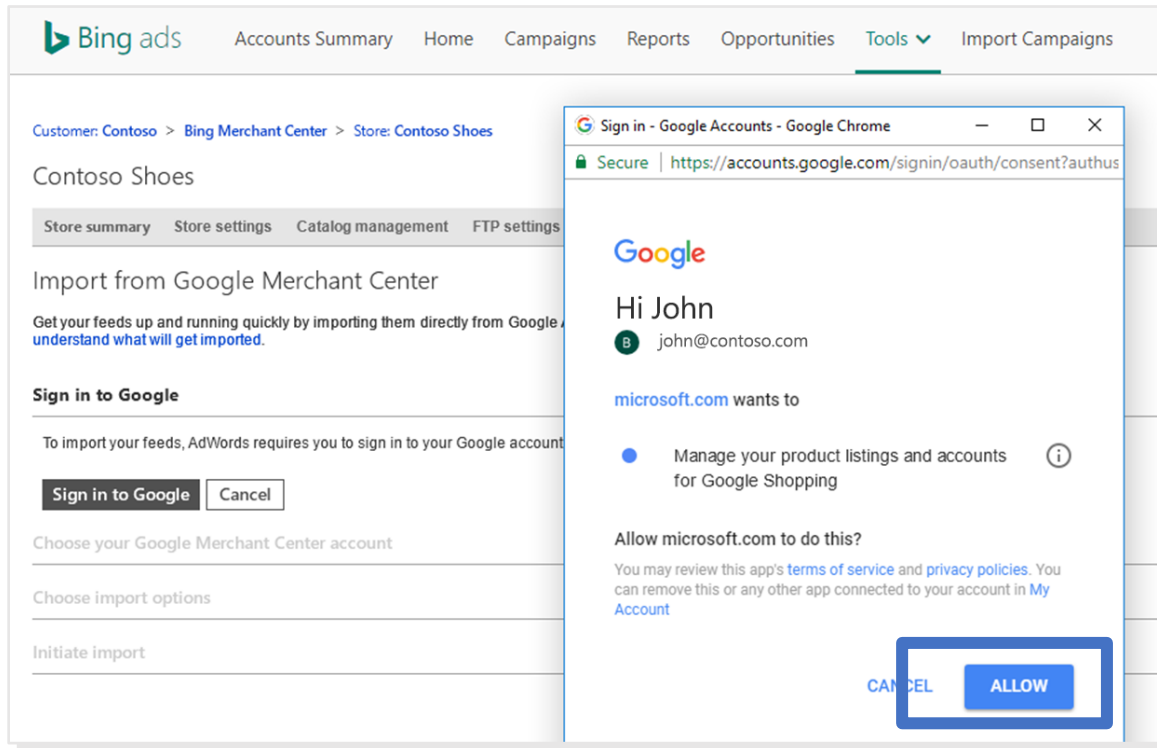 Bing ads Accounts Summary Home Campaigns Reports Opportunities Tools Import Campaigns
Customer: Contoso > Bing Merchant Center > Store: Contoso Shoes
Contoso Shoes
Store summary Store settings Catalog management FTP settings
Import from Google Merchant Center
Get your feeds up and running quickly by importing them directly from Google
understand what will get imported.
Sign in to Google
To import your feeds, AdWords requires you to sign in to your Google account
Sign in to Google Cancel
Choose your Google Merchant Center account
Choose import options
Initiate import
G Sign in - Google Accounts - Google Chrome
Secure | https://accounts.google.com/signin/oauth/consent?authus
Google
Hi John
B john@contoso.com
microsoft.com wants to
Manage your product listings and accounts
for Google Shopping
Allow microsoft.com to do this?
You may review this app's terms of service and privacy policies. You
can remove this or any other app connected to your account in My
Account
CANCEL ALLOW